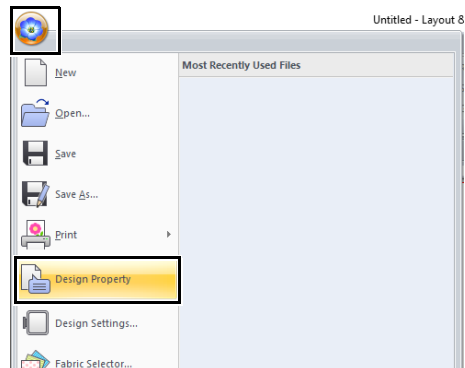 Untitled - Layout &
Most Recently Used Files
New
Open...
Save
Save As...
Print
Design Property
Design Settings...
Fabric Selector...